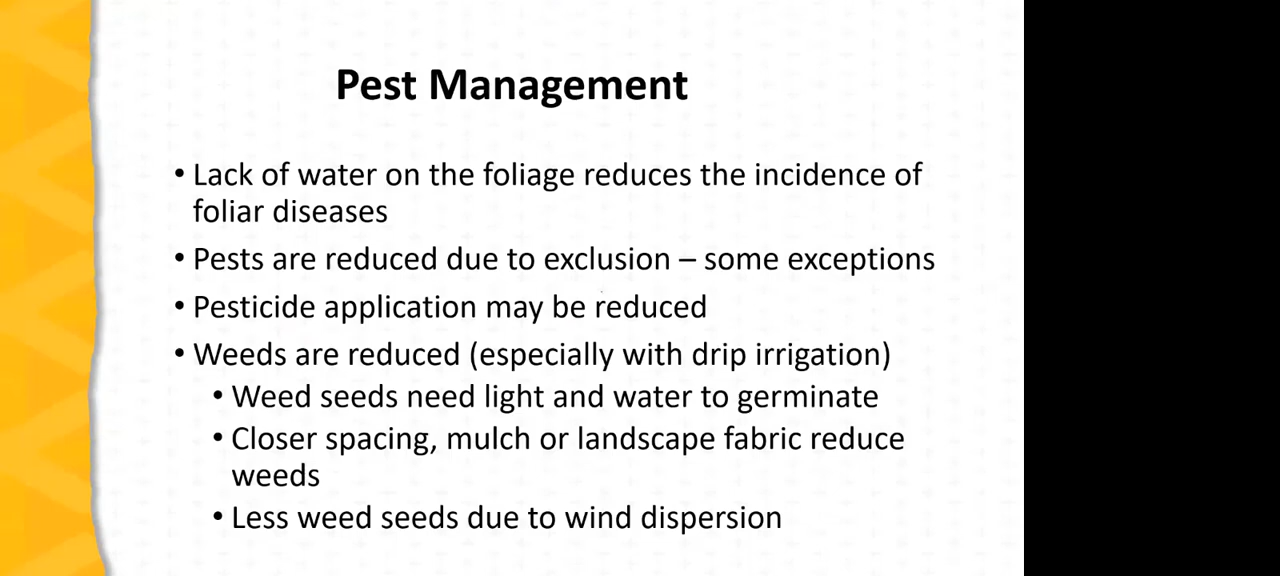 Pest Management
• Lack of water on the foliage reduces the incidence of
foliar diseases
• Pests are reduced due to exclusion – some exceptions
• Pesticide application may be reduced
• Weeds are reduced (especially with drip irrigation)
• Weed seeds need light and water to germinate
• Closer spacing, mulch or landscape fabric reduce
weeds
• Less weed seeds due to wind dispersion